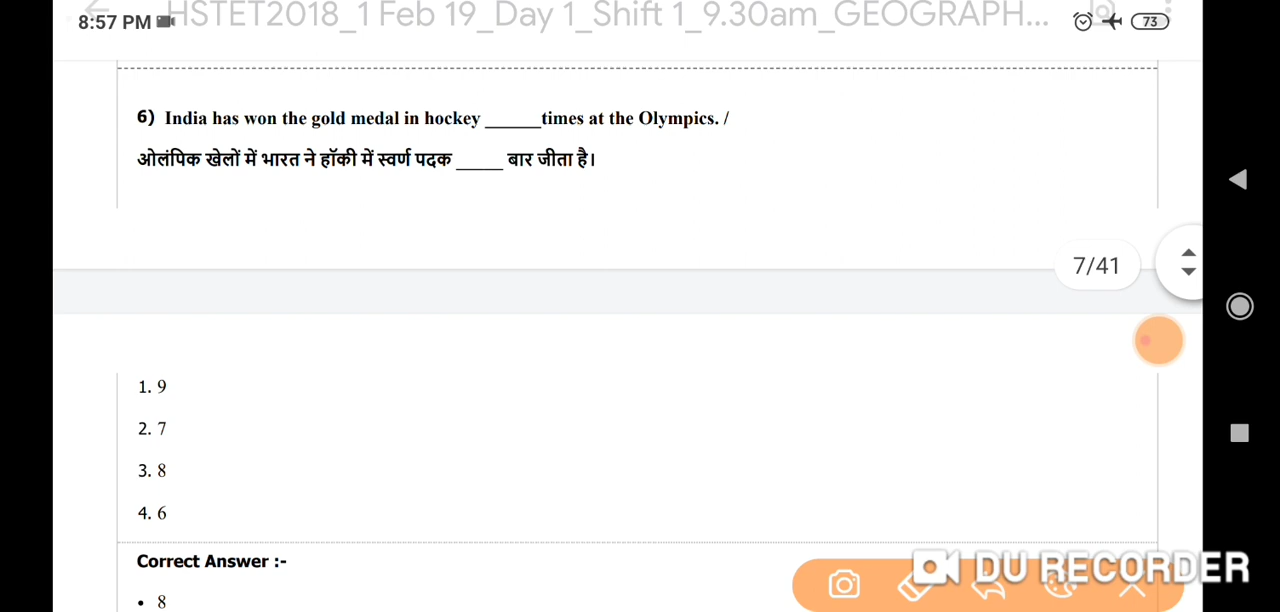 8:57 PM
HSTET2018_1 Feb 19_Day 1_Shift 1_9.30am_GEOGRAPH...
73
6) India has won the gold medal in hockey ______times at the Olympics. /
ओलंपिक खेलों में भारत ने हॉकी में स्वर्ण पदक _____ बार जीता है।
7/41
1. 9
2. 7
3. 8
4. 6
Correct Answer :-
• 8
DU RECORDER